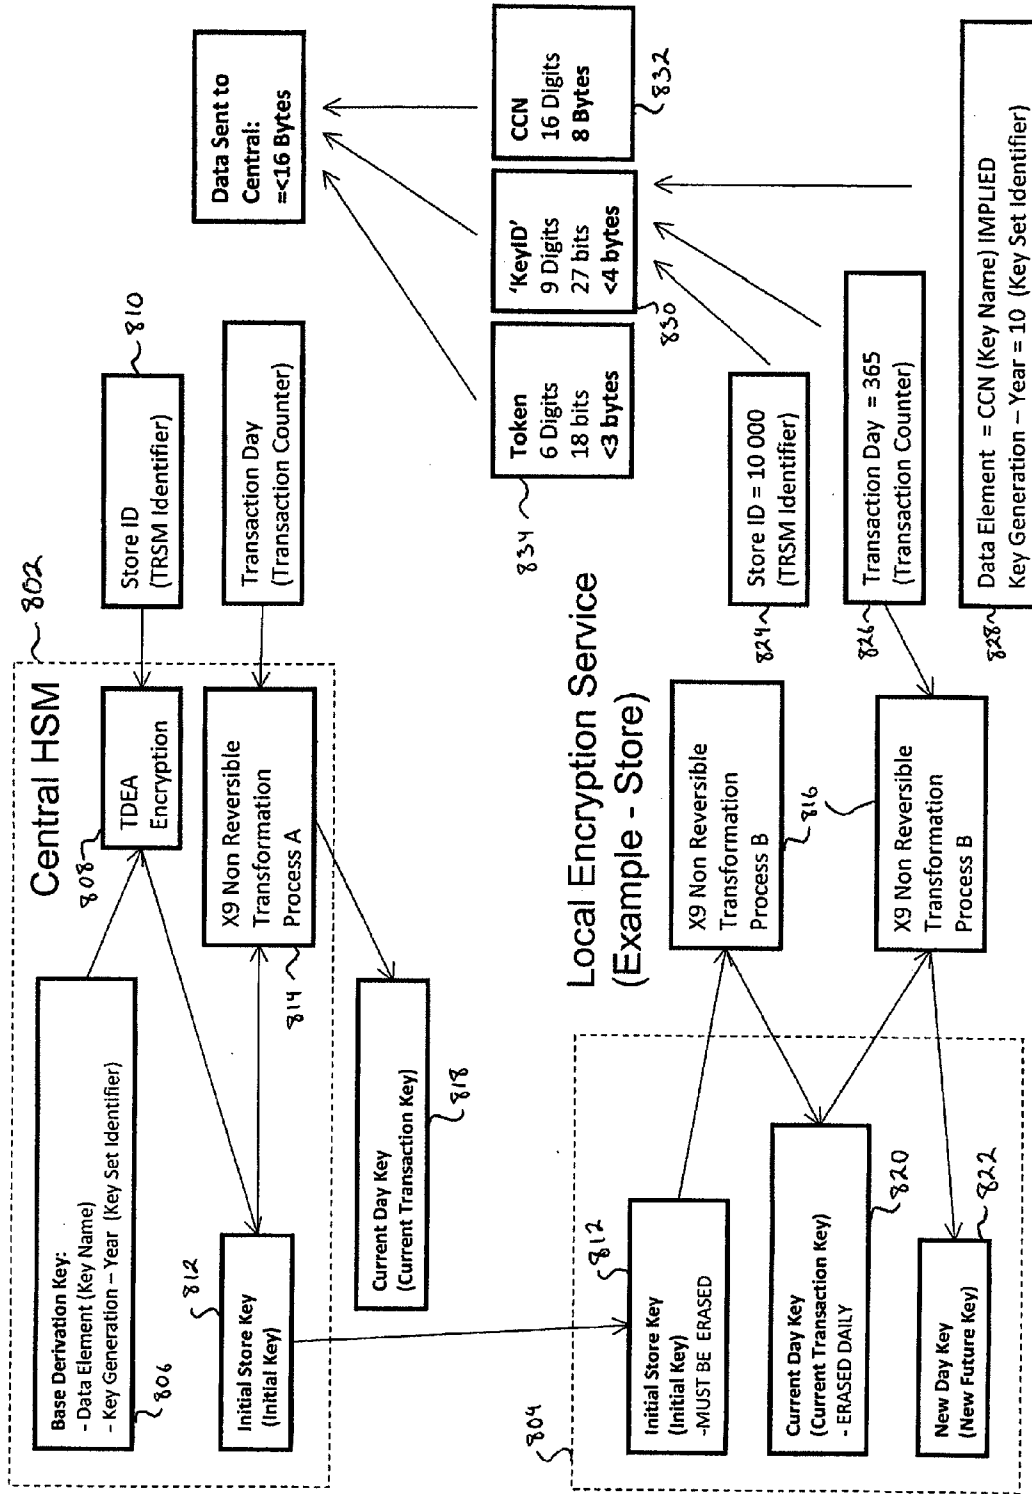 Central HSM
802
Base Derivation Key:
- Data Element (Key Name)
- Key Generation – Year (Key Set Identifier)
806
808
TDEA
Encryption
Store ID
(TRSM Identifier)
810
Initial Store Key
(Initial Key)
812
X9 Non Reversible
Transformation
Process A
814
Transaction Day
(Transaction Counter)
Current Day Key
(Current Transaction Key)
818
Data Sent to
Central:
=<16 Bytes
Token
6 Digits
18 bits
<3 bytes
834
'KeyID'
9 Digits
27 bits
<4 bytes
830
CCN
16 Digits
8 Bytes
832
Local Encryption Service
(Example - Store)
804
Initial Store Key
(Initial Key)
-MUST BE ERASED
812
X9 Non Reversible
Transformation
Process B
816
Current Day Key
(Current Transaction Key)
- ERASED DAILY
820
X9 Non Reversible
Transformation
Process B
New Day Key
(New Future Key)
822
Store ID = 10 000
(TRSM Identifier)
824
Transaction Day = 365
(Transaction Counter)
826
Data Element = CCN (Key Name) IMPLIED
Key Generation – Year = 10 (Key Set Identifier)
828